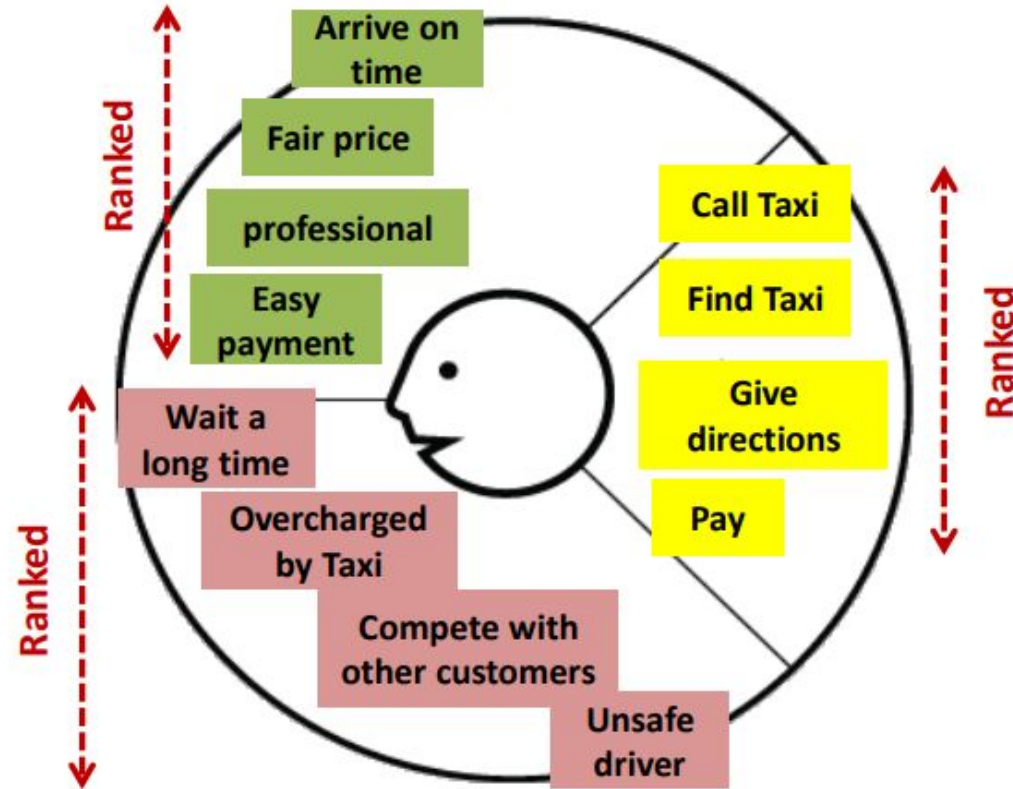 Ranked
Arrive on
time
Fair price
professional
Easy
payment
Ranked
Wait a
long time
Overcharged
by Taxi
Compete with
other customers
Unsafe
driver
Call Taxi
Find Taxi
Give
directions
Pay
Ranked